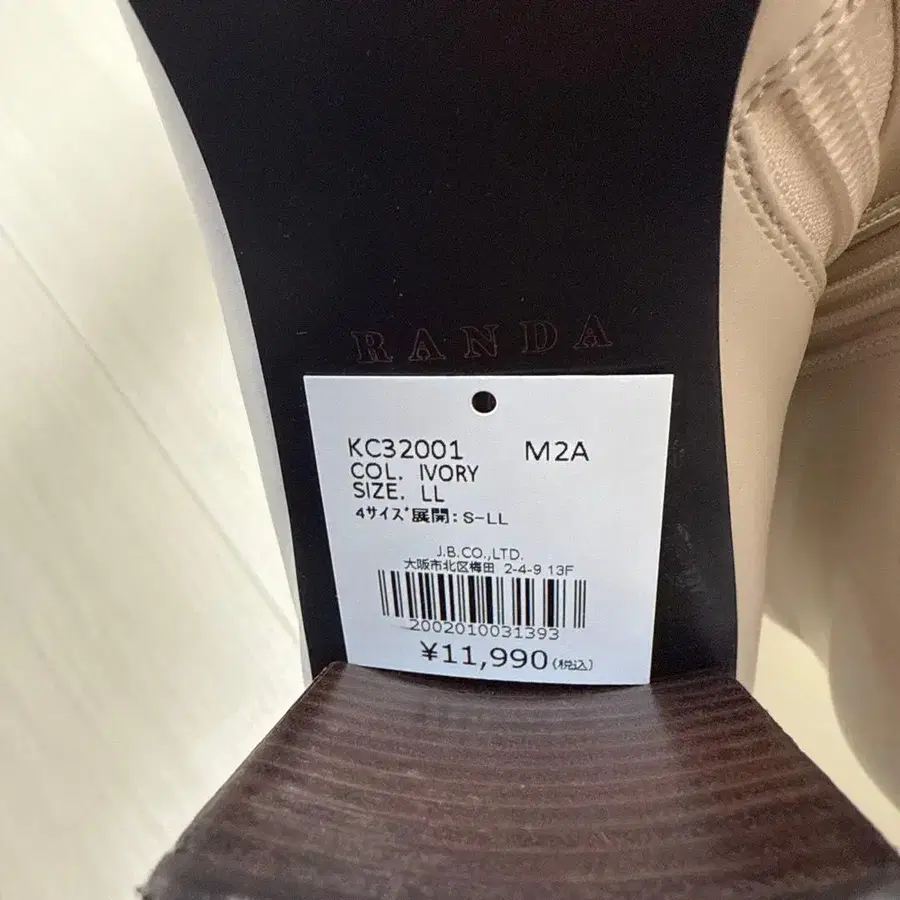 RANDA
KC32001 M2A
COL. IVORY
SIZE. LL
4サイズ展開:S-LL
J.B.CO.,LTD.
大阪市北区梅田 2-4-9 13F
2002010031393
¥11,990(税込)